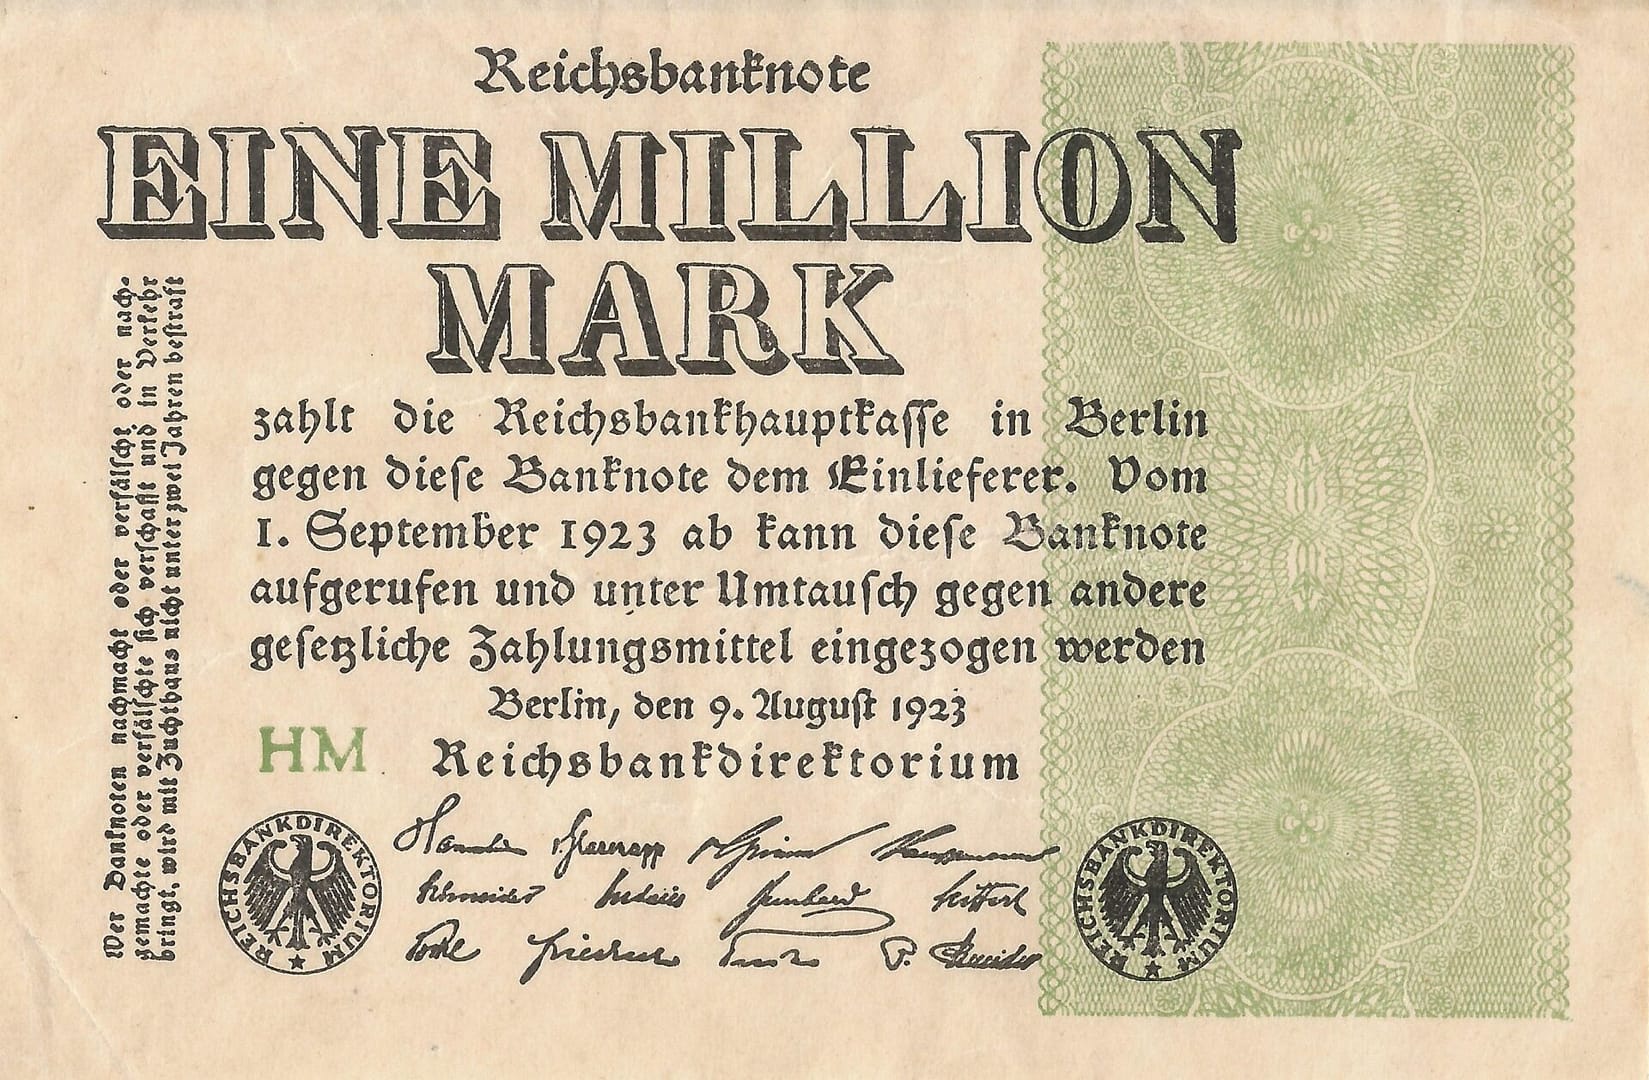 Reichsbanknote
EINE MILLION
MARK
zahlt die Reichsbankhauptkasse in Berlin
gegen diese Banknote dem Einlieferer. Vom
1. September 1923 ab kann diese Banknote
aufgerufen und unter Umtausch gegen andere
gesetzliche Zahlungsmittel eingezogen werden
Berlin, den 9. August 1923
HM
Reichsbankdirektorium
REICHSBANKDIREKTORIUM
REICHSBANKDIREKTORIUM
Wer Banknoten nachmacht oder verfälscht oder nach-
gemachte oder verfälschte sich verschafft und in Verkehr
bringt, wird mit Zuchthaus nicht unter zwei Jahren bestraft